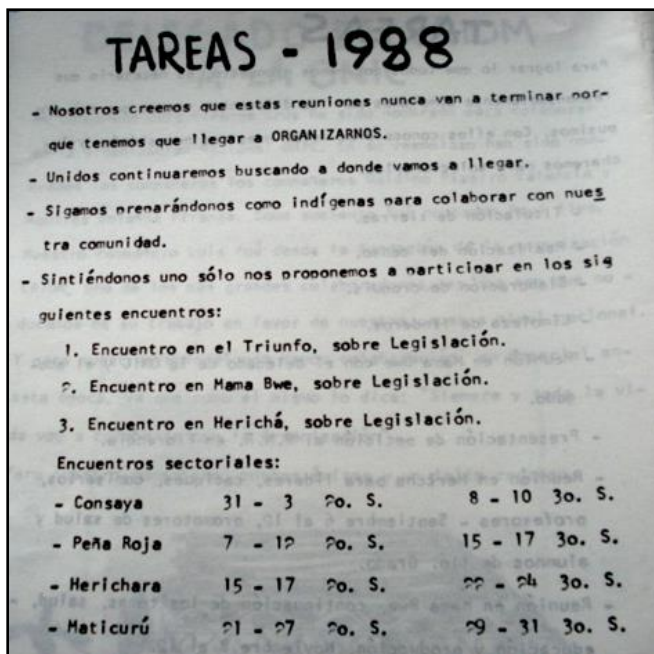 TAREAS - 1988
- Nosotros creemos que estas reuniones nunca van a terminar por-
que tenemos que llegar a ORGANIZARNOS.
- Unidos continuaremos buscando a donde vamos a llegar.
- Sigamos preparándonos como indígenas para colaborar con nues
tra comunidad.
- Sintiéndonos uno sólo nos proponemos a participar en los sig
guientes encuentros:
1. Encuentro en el Triunfo, sobre Legislación.
2. Encuentro en Mama Bwe, sobre Legislación.
3. Encuentro en Herichá, sobre Legislación.
Encuentros sectoriales:
- Consaya 31 - 3 2o. S. 8 - 10 3o. S.
- Peña Roja 7 - 12 2o. S. 15 - 17 3o. S.
- Herichara 15 - 17 2o. S. 22 - 24 3o. S.
- Maticurú 21 - 27 2o. S. 29 - 31 3o. S.